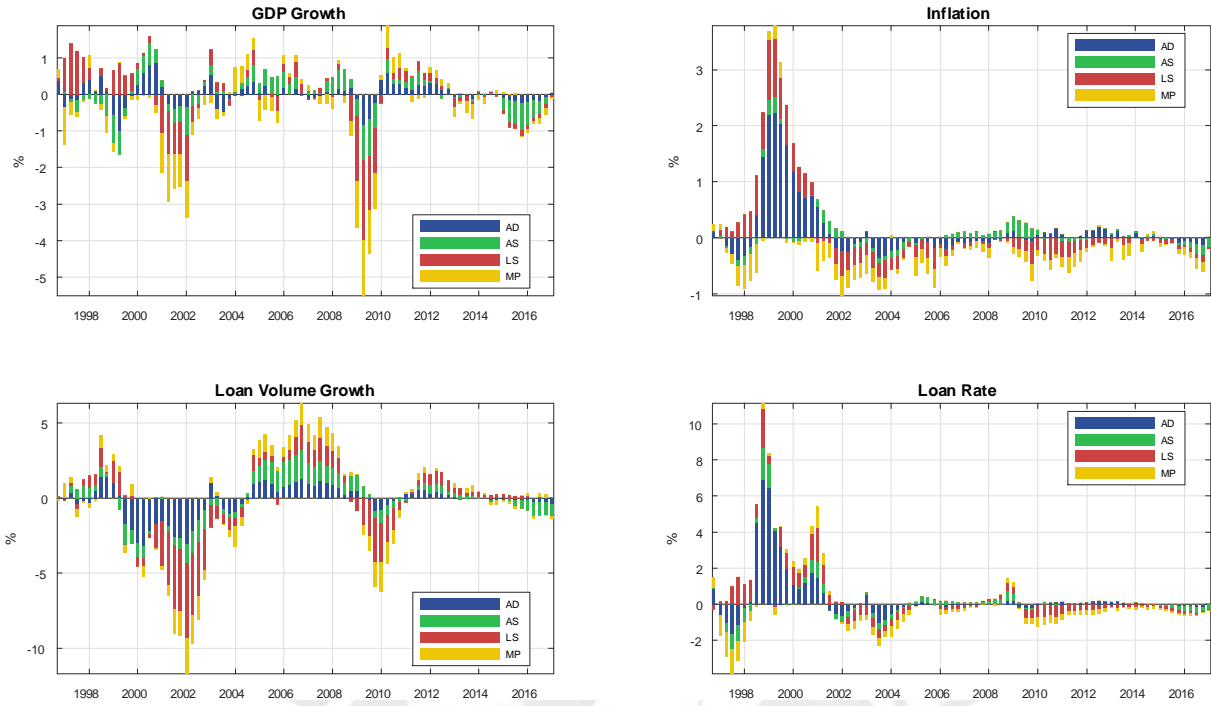 GDP Growth
1
0
-1
-2
-3
-4
-5
%
AD
AS
LS
MP
1998 2000 2002 2004 2006 2008 2010 2012 2014 2016
Inflation
3
2
1
0
-1
%
AD
AS
LS
MP
1998 2000 2002 2004 2006 2008 2010 2012 2014 2016
Loan Volume Growth
5
0
-5
-10
%
AD
AS
LS
MP
1998 2000 2002 2004 2006 2008 2010 2012 2014 2016
Loan Rate
10
8
6
4
2
0
-2
%
AD
AS
LS
MP
1998 2000 2002 2004 2006 2008 2010 2012 2014 2016